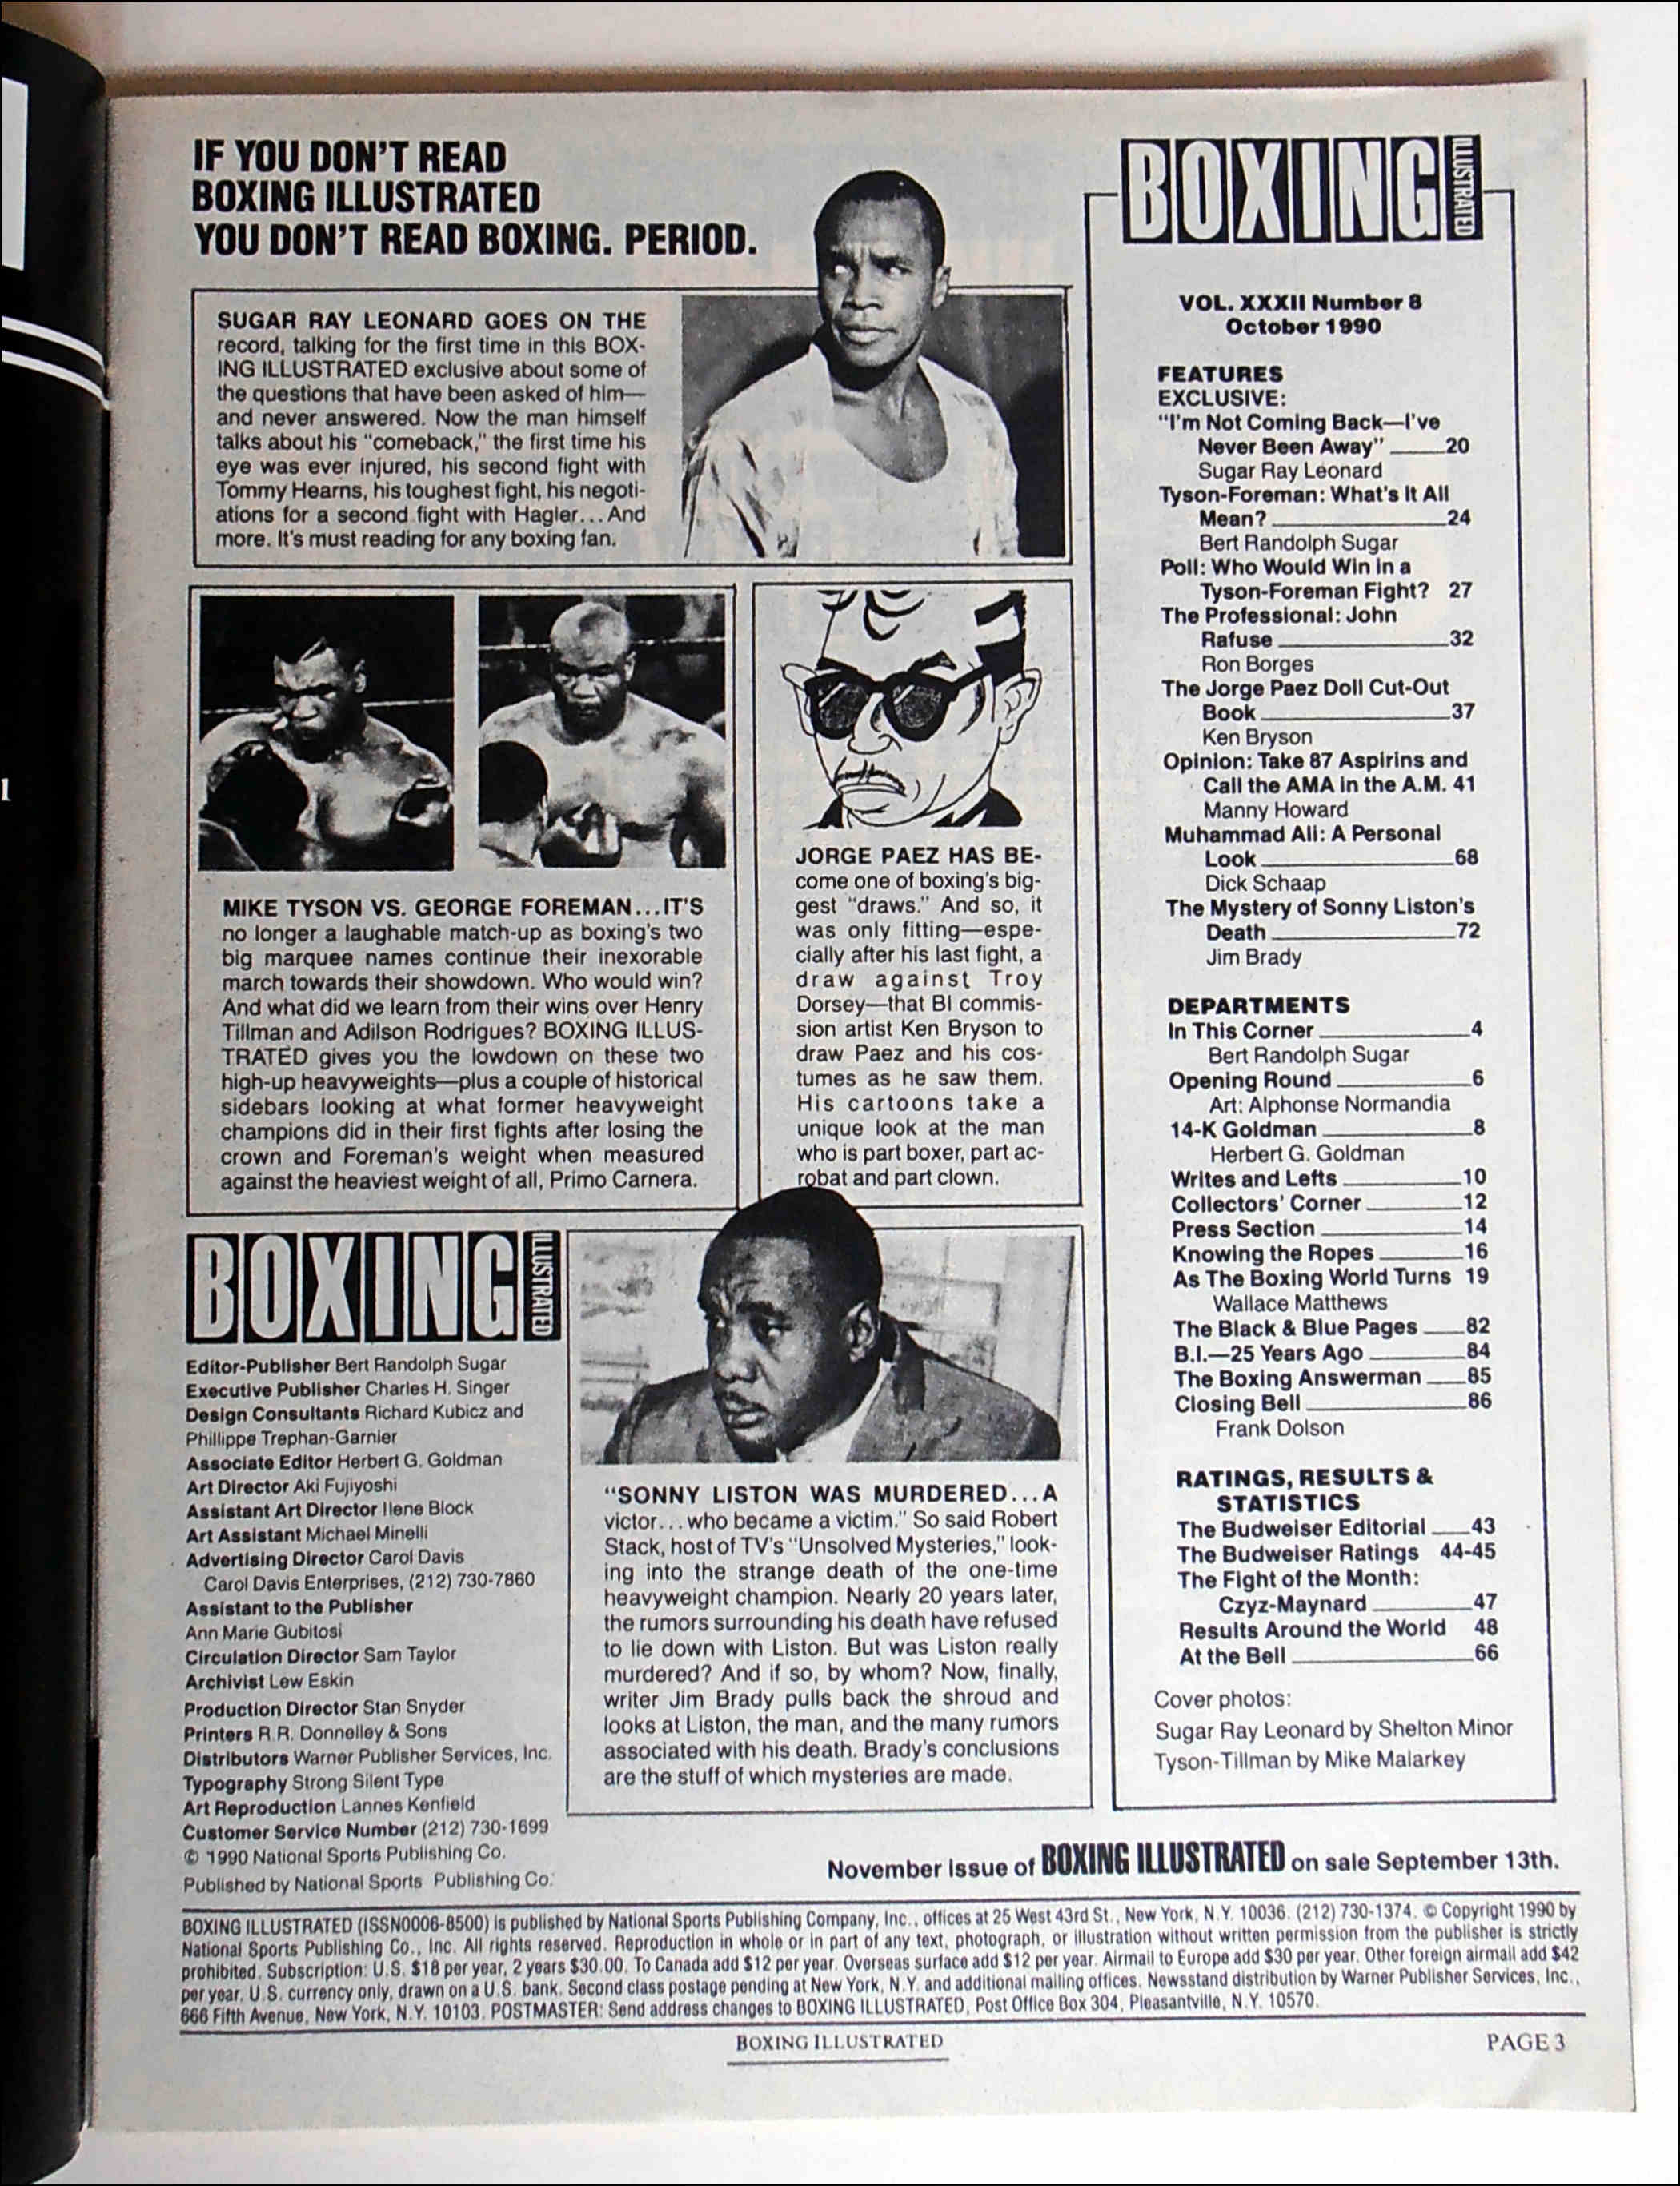 IF YOU DON'T READ
BOXING ILLUSTRATED
YOU DON'T READ BOXING. PERIOD.
SUGAR RAY LEONARD GOES ON THE
record, talking for the first time in this BOX-
ING ILLUSTRATED exclusive about some of
the questions that have been asked of him—
and never answered. Now the man himself
talks about his "comeback," the first time his
eye was ever injured, his second fight with
Tommy Hearns, his toughest fight, his negoti-
ations for a second fight with Hagler...And
more. It's must reading for any boxing fan.
MIKE TYSON VS. GEORGE FOREMAN...IT'S
no longer a laughable match-up as boxing's two
big marquee names continue their inexorable
march towards their showdown. Who would win?
And what did we learn from their wins over Henry
Tillman and Adilson Rodrigues? BOXING ILLUS-
TRATED gives you the lowdown on these two
high-up heavyweights—plus a couple of historical
sidebars looking at what former heavyweight
champions did in their first fights after losing the
crown and Foreman's weight when measured
against the heaviest weight of all, Primo Carnera.
JORGE PAEZ HAS BE-
come one of boxing's big-
gest "draws." And so, it
was only fitting—espe-
cially after his last fight, a
draw against Troy
Dorsey—that BI commis-
sion artist Ken Bryson to
draw Paez and his cos-
tumes as he saw them.
His cartoons take a
unique look at the man
who is part boxer, part ac-
robat and part clown.
BOXING ILLUSTRATED
Editor-Publisher Bert Randolph Sugar
Executive Publisher Charles H. Singer
Design Consultants Richard Kubicz and
Phillippe Trephan-Garnier
Associate Editor Herbert G. Goldman
Art Director Aki Fujiyoshi
Assistant Art Director Ilene Block
Art Assistant Michael Minelli
Advertising Director Carol Davis
Carol Davis Enterprises, (212) 730-7860
Assistant to the Publisher
Ann Marie Gubitosi
Circulation Director Sam Taylor
Archivist Lew Eskin
Production Director Stan Snyder
Printers R.R. Donnelley & Sons
Distributors Warner Publisher Services, Inc.
Typography Strong Silent Type
Art Reproduction Lannes Kenfield
Customer Service Number (212) 730-1699
© 1990 National Sports Publishing Co.
Published by National Sports Publishing Co.
"SONNY LISTON WAS MURDERED...A
victor...who became a victim." So said Robert
Stack, host of TV's "Unsolved Mysteries," look-
ing into the strange death of the one-time
heavyweight champion. Nearly 20 years later,
the rumors surrounding his death have refused
to lie down with Liston. But was Liston really
murdered? And if so, by whom? Now, finally,
writer Jim Brady pulls back the shroud and
looks at Liston, the man, and the many rumors
associated with his death. Brady's conclusions
are the stuff of which mysteries are made.
BOXING ILLUSTRATED
VOL. XXXII Number 8
October 1990
FEATURES
EXCLUSIVE:
"I'm Not Coming Back—I've
Never Been Away" 20
Sugar Ray Leonard
Tyson-Foreman: What's It All
Mean? 24
Bert Randolph Sugar
Poll: Who Would Win in a
Tyson-Foreman Fight? 27
The Professional: John
Rafuse 32
Ron Borges
The Jorge Paez Doll Cut-Out
Book 37
Ken Bryson
Opinion: Take 87 Aspirins and
Call the AMA in the A.M. 41
Manny Howard
Muhammad Ali: A Personal
Look 68
Dick Schaap
The Mystery of Sonny Liston's
Death 72
Jim Brady
DEPARTMENTS
In This Corner 4
Bert Randolph Sugar
Opening Round 6
Art: Alphonse Normandia
14-K Goldman 8
Herbert G. Goldman
Writes and Lefts 10
Collectors' Corner 12
Press Section 14
Knowing the Ropes 16
As The Boxing World Turns 19
Wallace Matthews
The Black & Blue Pages 82
B.I.—25 Years Ago 84
The Boxing Answerman 85
Closing Bell 86
Frank Dolson
RATINGS, RESULTS &
STATISTICS
The Budweiser Editorial 43
The Budweiser Ratings 44-45
The Fight of the Month:
Czyz-Maynard 47
Results Around the World 48
At the Bell 66
Cover photos:
Sugar Ray Leonard by Shelton Minor
Tyson-Tillman by Mike Malarkey
November issue of BOXING ILLUSTRATED on sale September 13th.
BOXING ILLUSTRATED (ISSN0006-8500) is published by National Sports Publishing Company, Inc., offices at 25 West 43rd St., New York, N.Y. 10036. (212) 730-1374. © Copyright 1990 by
National Sports Publishing Co., Inc. All rights reserved. Reproduction in whole or in part of any text, photograph, or illustration without written permission from the publisher is strictly
prohibited. Subscription: U.S. $18 per year, 2 years $30.00. To Canada add $12 per year. Overseas surface add $12 per year. Airmail to Europe add $30 per year. Other foreign airmail add $42
per year. U.S. currency only, drawn on a U.S. bank. Second class postage pending at New York, N.Y. and additional mailing offices. Newsstand distribution by Warner Publisher Services, Inc.,
666 Fifth Avenue, New York, N.Y. 10103. POSTMASTER: Send address changes to BOXING ILLUSTRATED, Post Office Box 304, Pleasantville, N.Y. 10570.
BOXING ILLUSTRATED
PAGE 3